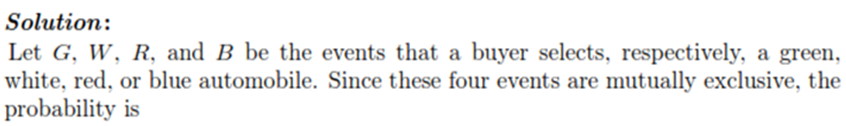 Solution:
Let G, W, R, and B be the events that a buyer selects, respectively, a green,
white, red, or blue automobile. Since these four events are mutually exclusive, the
probability is